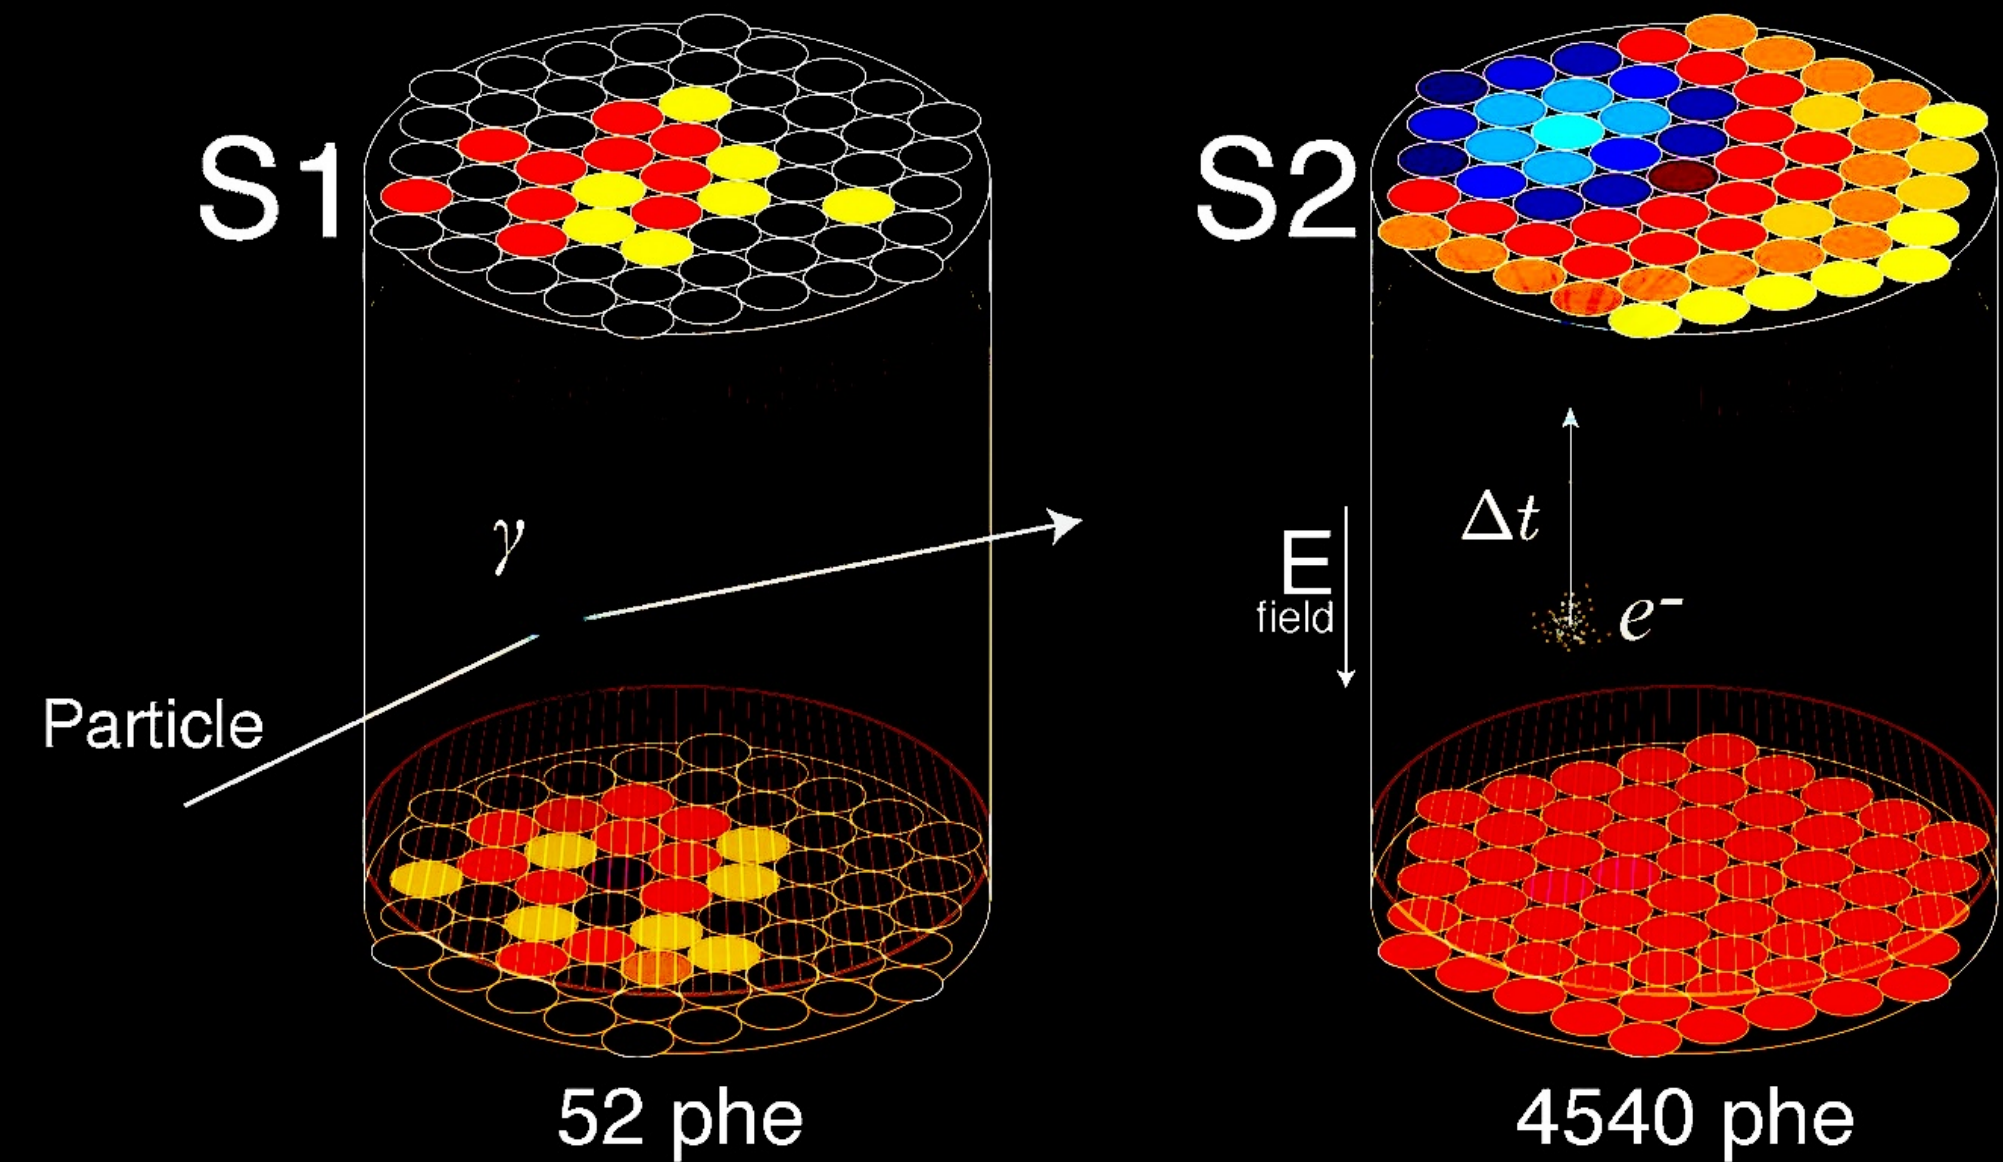 S1
γ
Particle
52 phe
S2
Δt
E
field
e-
4540 phe